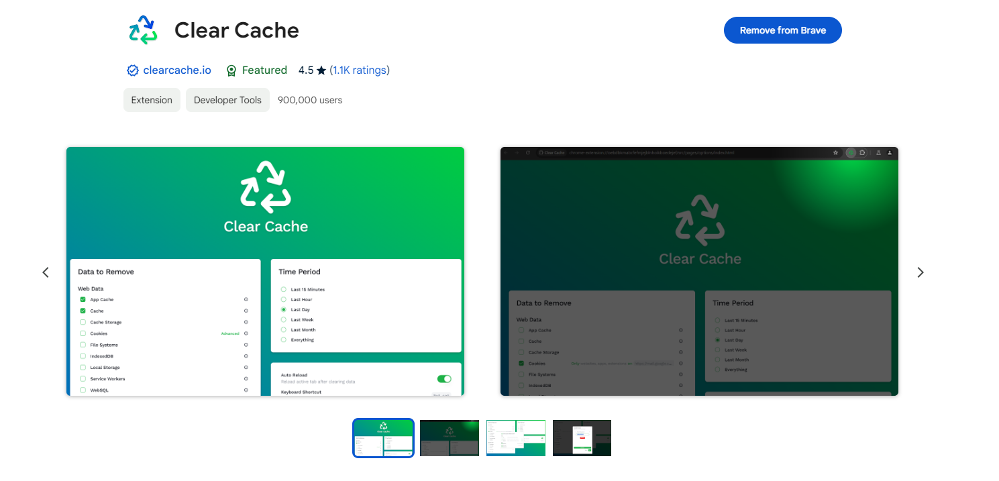 Clear Cache
Remove from Brave
clearcache.io Featured 4.5 ★ (1.1K ratings)
Extension Developer Tools 900,000 users
Clear Cache
Data to Remove
Web Data
App Cache
Cache
Cache Storage
Cookies Advanced
File Systems
IndexedDB
Local Storage
Service Workers
WebSQL
Time Period
Last 15 Minutes
Last Hour
Last Day
Last Week
Last Month
Everything
Auto Reload
Reload active tab after clearing data
Keyboard Shortcut
Clear Cache
Clear Cache
Data to Remove
Web Data
App Cache
Cache
Cache Storage
Cookies
File Systems
IndexedDB
Time Period
Last 15 Minutes
Last Hour
Last Day
Last Week
Last Month
Everything